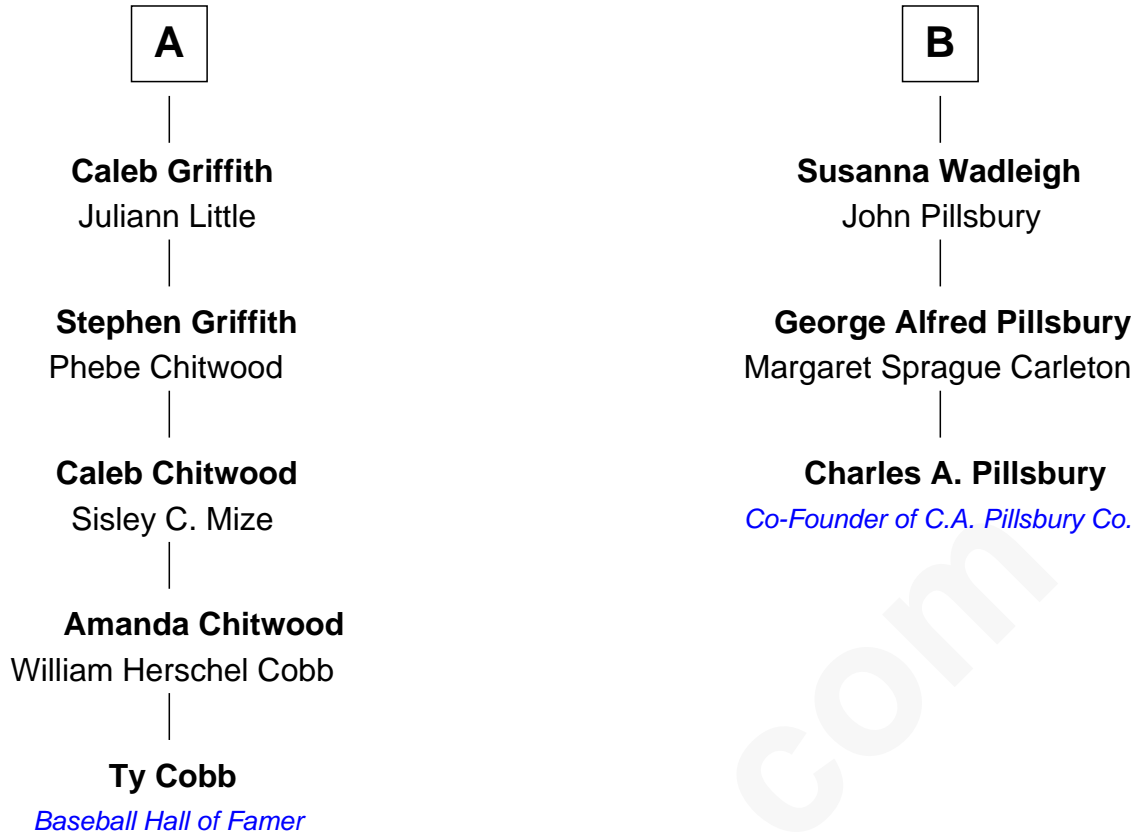 A
Caleb Griffith
Juliann Little
Stephen Griffith
Phebe Chitwood
Caleb Chitwood
Sisley C. Mize
Amanda Chitwood
William Herschel Cobb
Ty Cobb
Baseball Hall of Famer
B
Susanna Wadleigh
John Pillsbury
George Alfred Pillsbury
Margaret Sprague Carleton
Charles A. Pillsbury
Co-Founder of C.A. Pillsbury Co.
com